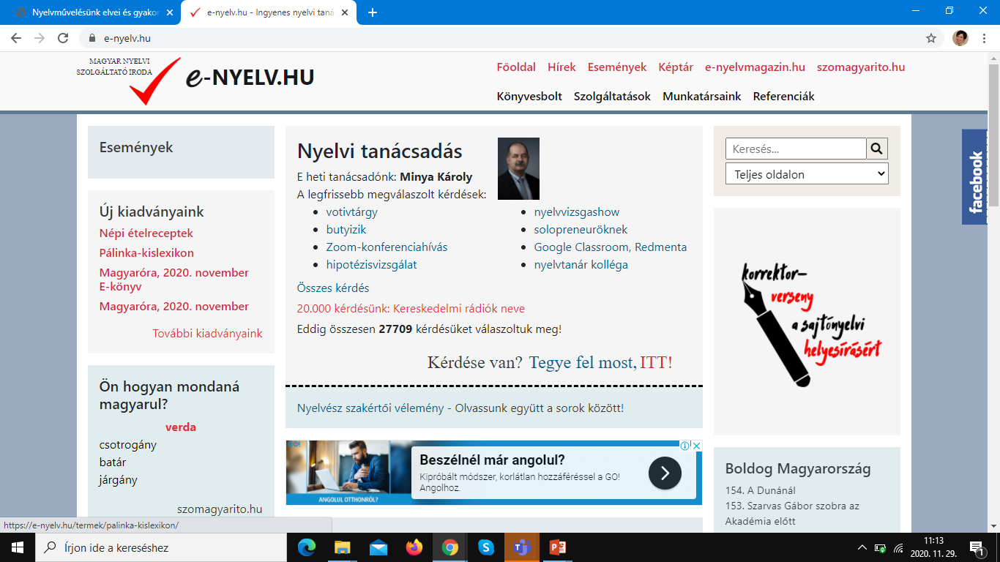 Nyelvművelésünk elvei és gyakor
e-nyelv.hu - Ingyenes nyelvi taná
e-nyelv.hu
MAGYAR NYELVI
SZOLGÁLTATÓ IRODA
e-NYELV.HU
Főoldal Hírek Események Képtár e-nyelvmagazin.hu szomagyarito.hu
Könyvesbolt Szolgáltatások Munkatársaink Referenciák
Események
Új kiadványaink
Népi ételreceptek
Pálinka-kislexikon
Magyaróra, 2020. november
E-könyv
Magyaróra, 2020. november
További kiadványaink
Ön hogyan mondaná
magyarul?
verda
csotrogány
batár
járgány
szomagyarito.hu
Nyelvi tanácsadás
E heti tanácsadónk: Minya Károly
A legfrissebb megválaszolt kérdések:
votivtárgy
butyizik
Zoom-konferenciahívás
hipotézisvizsgálat
nyelvvizsgashow
solopreneurőknek
Google Classroom, Redmenta
nyelvtanár kolléga
Összes kérdés
20.000 kérdésünk: Kereskedelmi rádiók neve
Eddig összesen 27709 kérdésüket válaszoltuk meg!
Kérdése van? Tegye fel most, ITT!
Nyelvész szakértői vélemény - Olvassunk együtt a sorok között!
GO!
ANGOLUL OTTHONRÓL?
Beszélnél már angolul?
Kipróbált módszer, korlátlan hozzáféréssel a GO!
Angolhoz.
Keresés...
Teljes oldalon
facebook
korrektor-
verseny
a sajtónyelvi
helyesírásért
Boldog Magyarország
154. A Dunánál
153. Szarvas Gábor szobra az
Akadémia előtt
https://e-nyelv.hu/termek/palinka-kislexikon/
Írjon ide a kereséshez
11:13
2020. 11. 29.
1